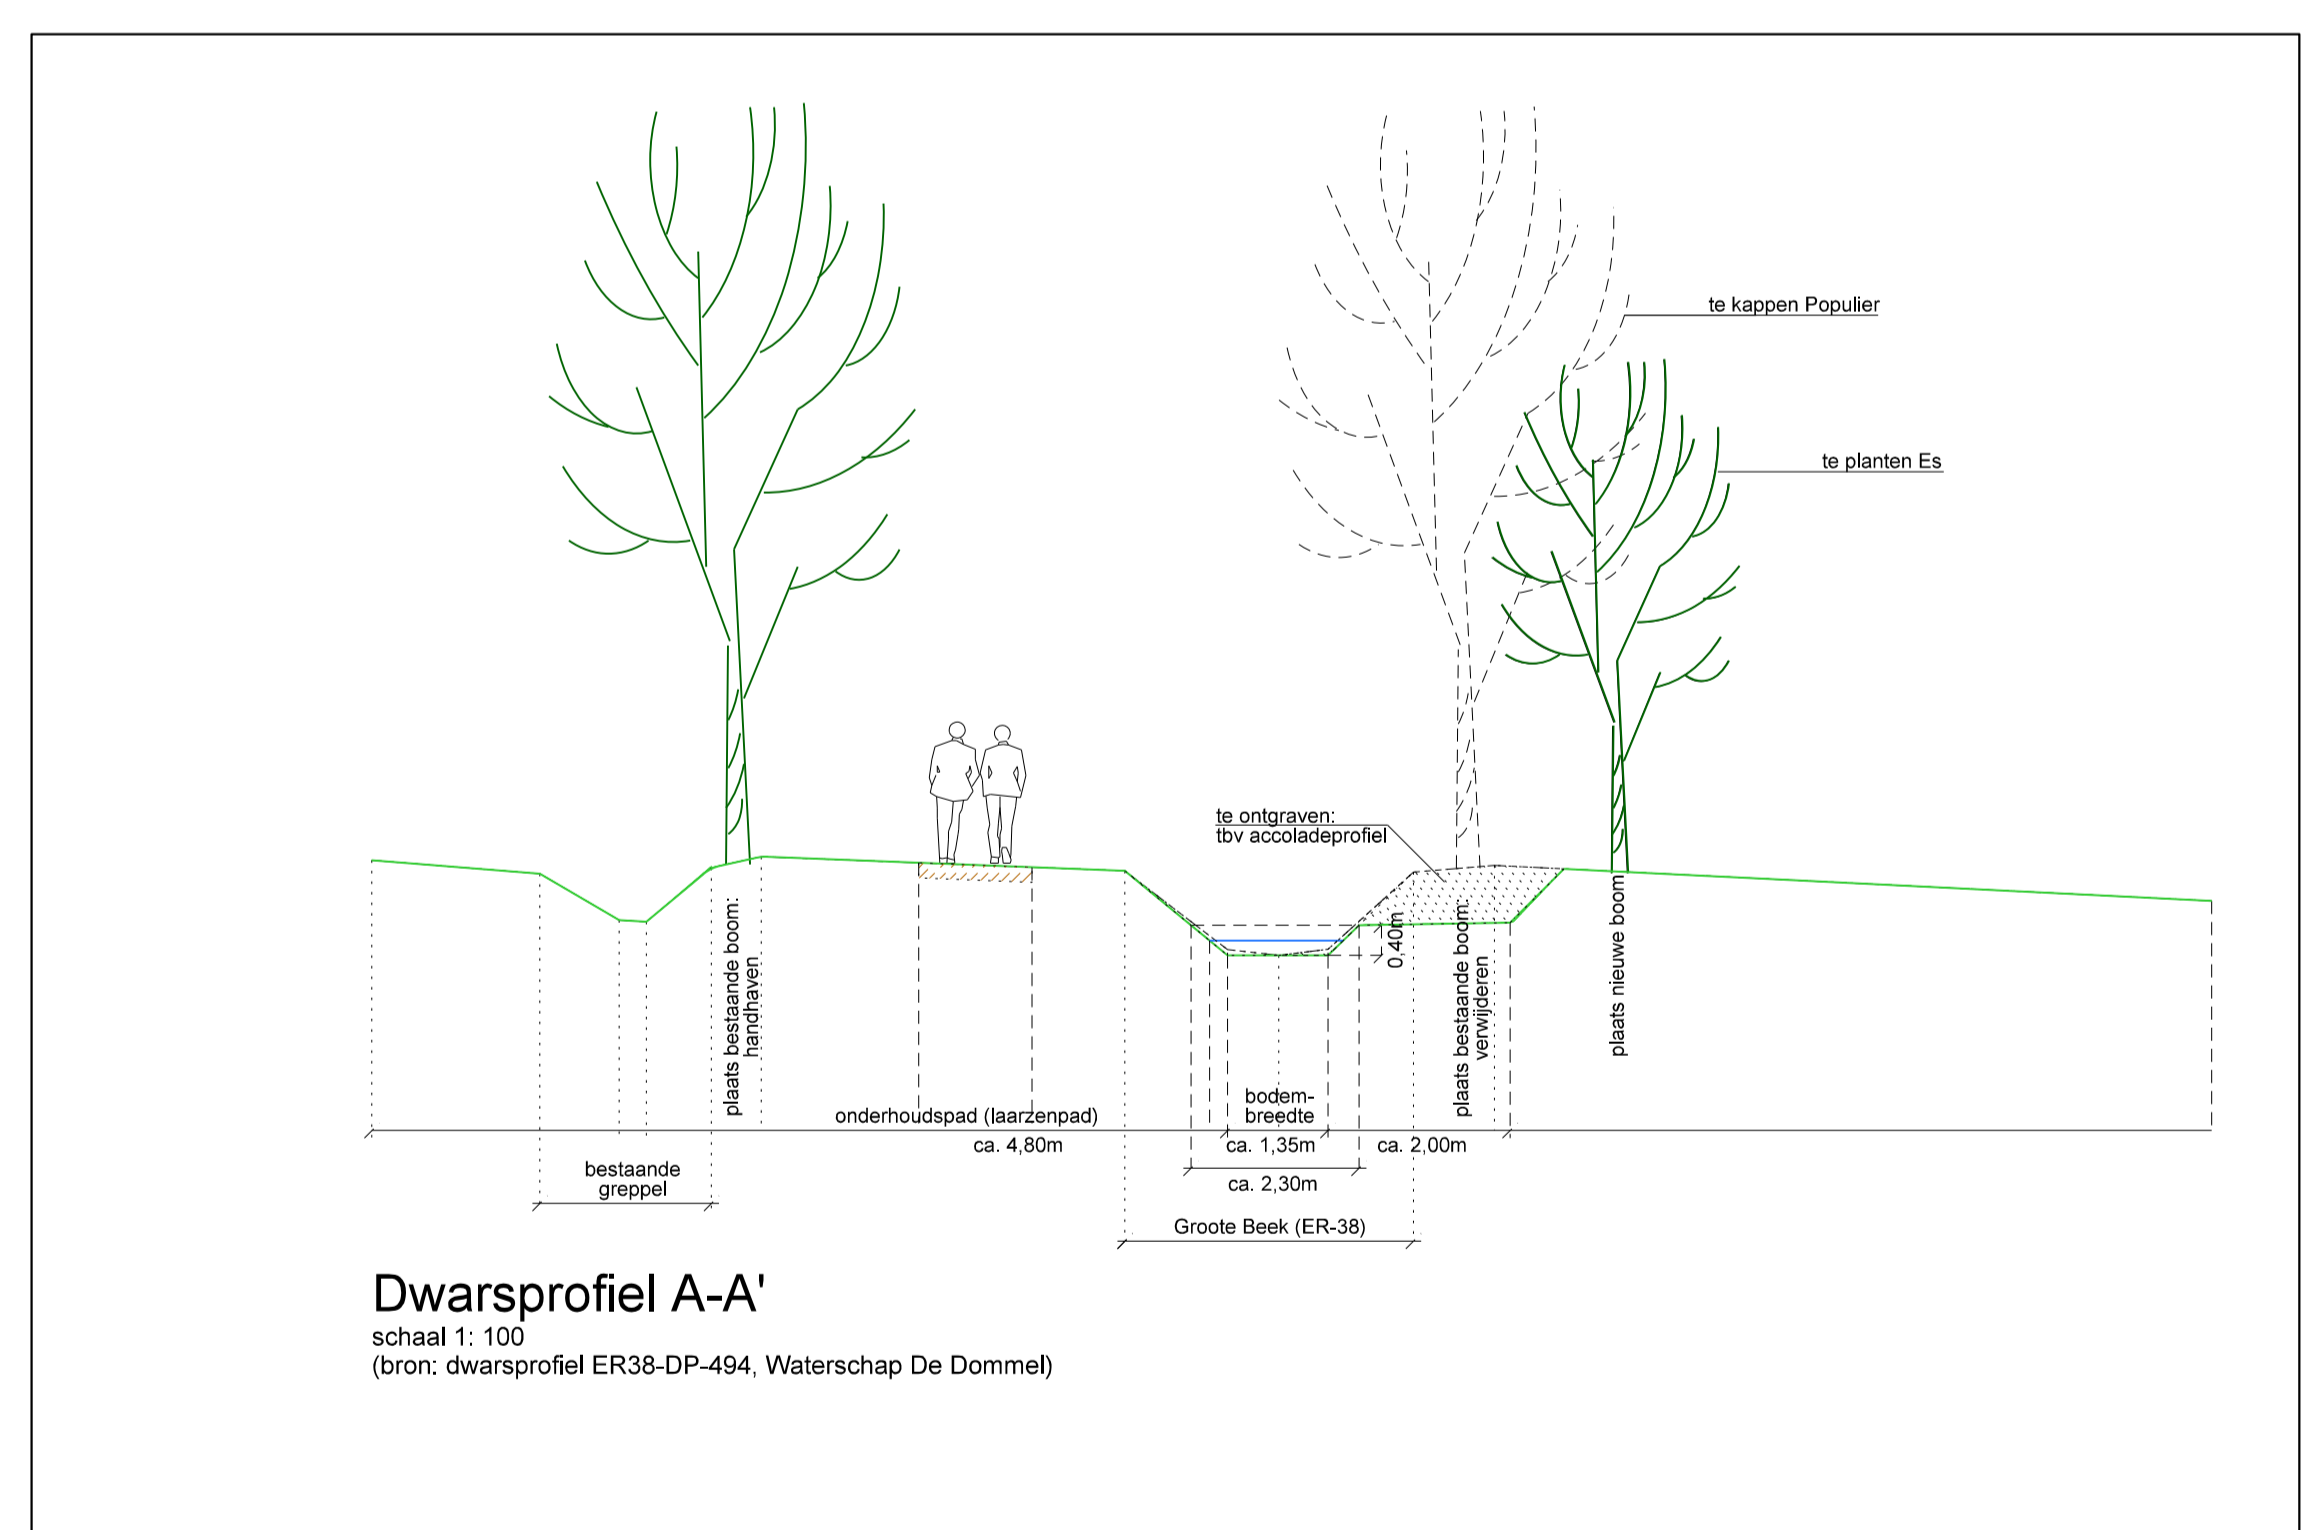 te kappen Populier
te planten Es
te ontgraven:
tbv accoladeprofiel
0,40m
plaats bestaande boom:
handhaven
plaats bestaande boom:
verwijderen
plaats nieuwe boom
onderhoudspad (laarzenpad)
ca. 4,80m
bodem-
breedte
ca. 1,35m
ca. 2,00m
bestaande
greppel
ca. 2,30m
Groote Beek (ER-38)
Dwarsprofiel A-A'
schaal 1: 100
(bron: dwarsprofiel ER38-DP-494, Waterschap De Dommel)